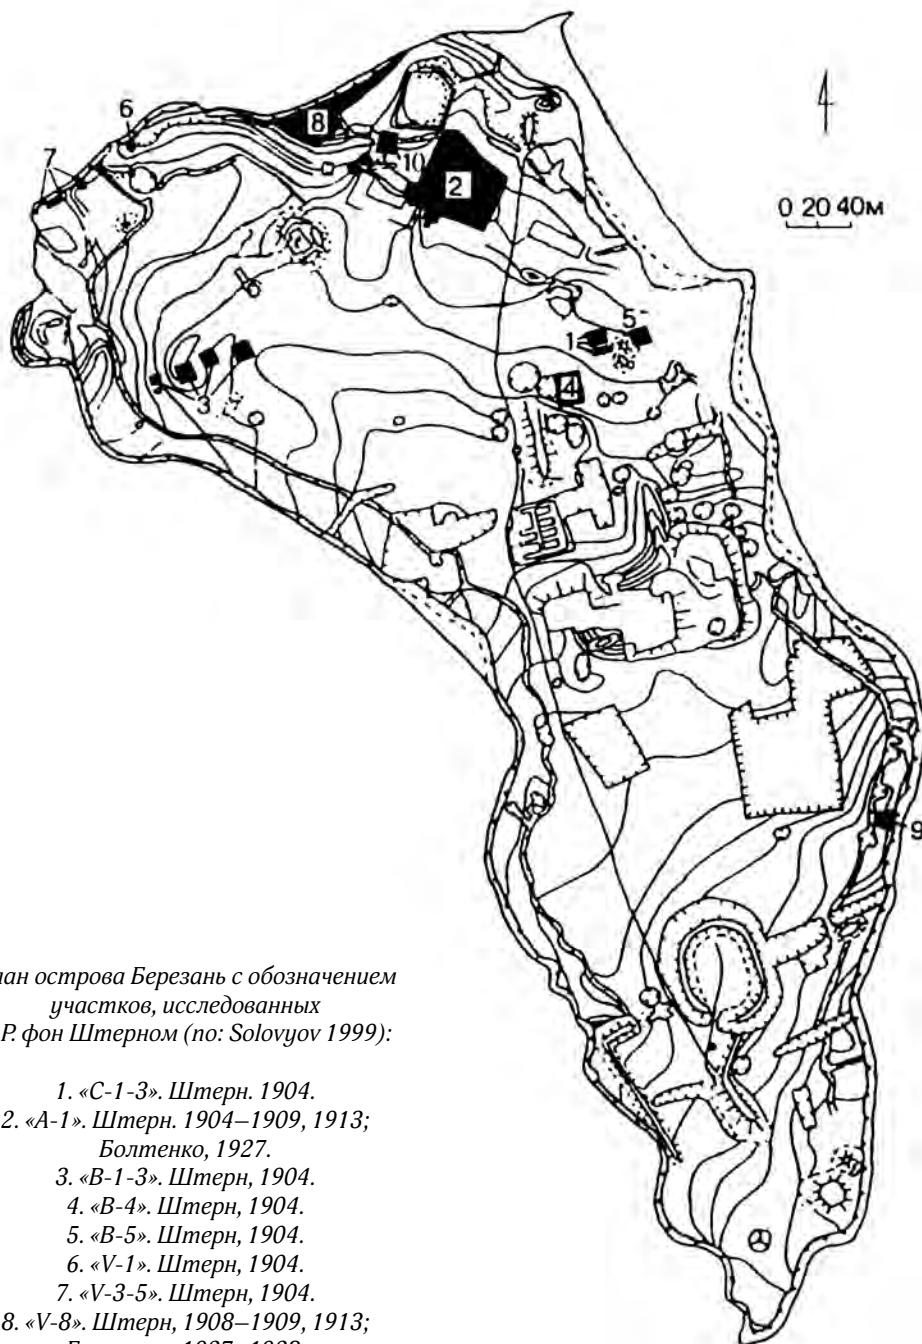 6
8
7
10
2
0 20 40м
1
5
4
3
9
лан острова Березань с обозначением
участков, исследованных
Р. фон Штерном (по: Solovyov 1999):
1. «С-1-3». Штерн. 1904.
2. «А-1». Штерн. 1904–1909, 1913;
Болтенко, 1927.
3. «В-1-3». Штерн, 1904.
4. «В-4». Штерн, 1904.
5. «В-5». Штерн, 1904.
6. «V-1». Штерн, 1904.
7. «V-3-5». Штерн, 1904.
8. «V-8». Штерн, 1908–1909, 1913;